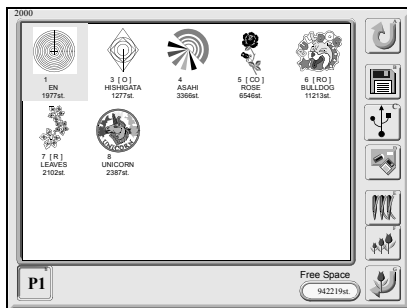 2000
1
EN
1977st.
3 [ O ]
HISHIGATA
1277st.
4
ASAHI
3366st.
5 [ CO ]
ROSE
6546st.
6 [ RO ]
BULLDOG
11213st.
7 [ R ]
LEAVES
2102st.
8
UNICORN
2387st.
UNICORN
P1
Free Space
942219st.